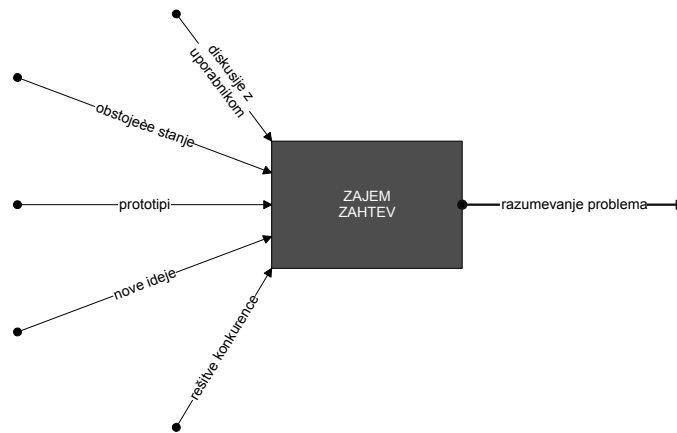 diskusije z
uporabnikom
obstojeèe stanje
prototipi
nove ideje
rešitve konkurence
ZAJEM
ZAHTEV
razumevanje problema